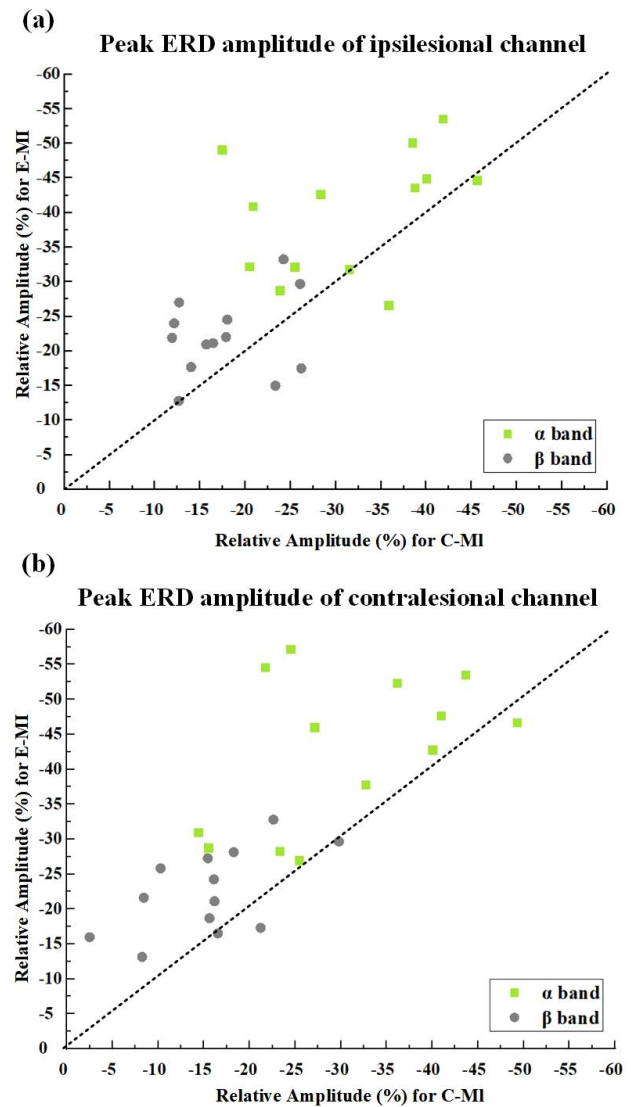 (a)
Peak ERD amplitude of ipsilesional channel
Relative Amplitude (%) for E-MI
-60
-55
-50
-45
-40
-35
-30
-25
-20
-15
-10
-5
0
0 -5 -10 -15 -20 -25 -30 -35 -40 -45 -50 -55 -60
α band
β band
Relative Amplitude (%) for C-MI
(b)
Peak ERD amplitude of contralesional channel
Relative Amplitude (%) for E-MI
-60
-55
-50
-45
-40
-35
-30
-25
-20
-15
-10
-5
0
0 -5 -10 -15 -20 -25 -30 -35 -40 -45 -50 -55 -60
α band
β band
Relative Amplitude (%) for C-MI